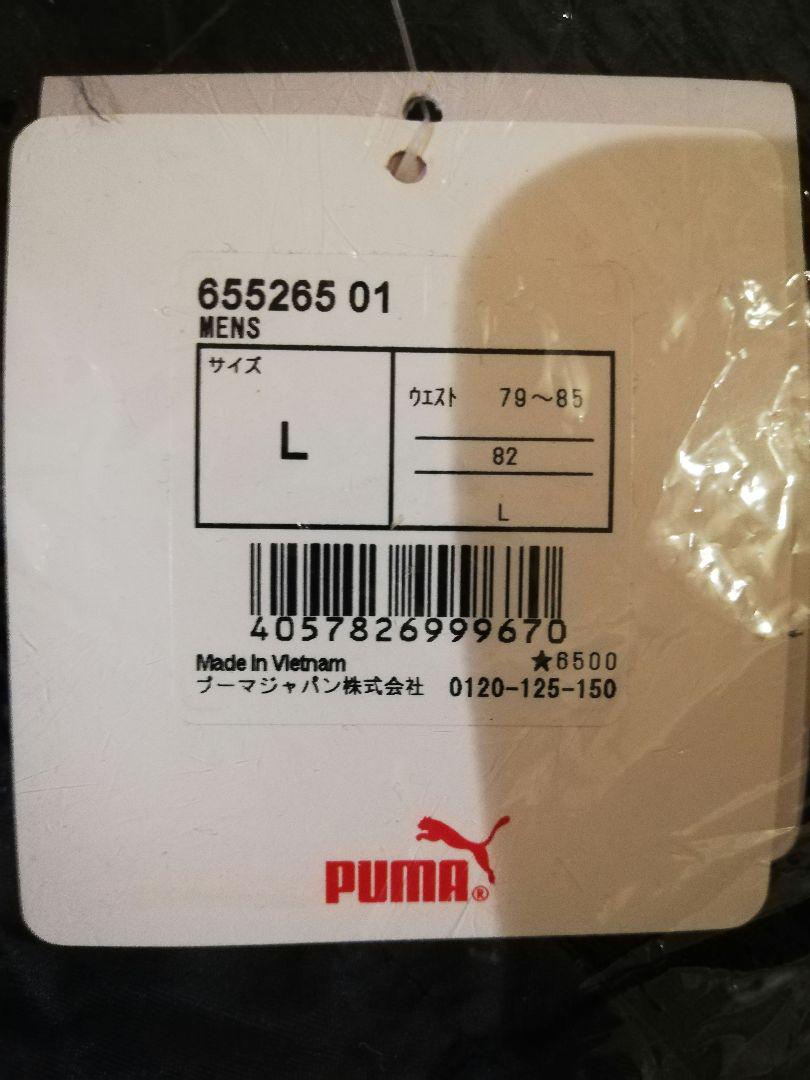 655265 01
MENS
サイズ
L
ウエスト 79～85
82
L
4057826999670
Made In Vietnam ★6500
プーマジャパン株式会社 0120-125-150
PUMA®